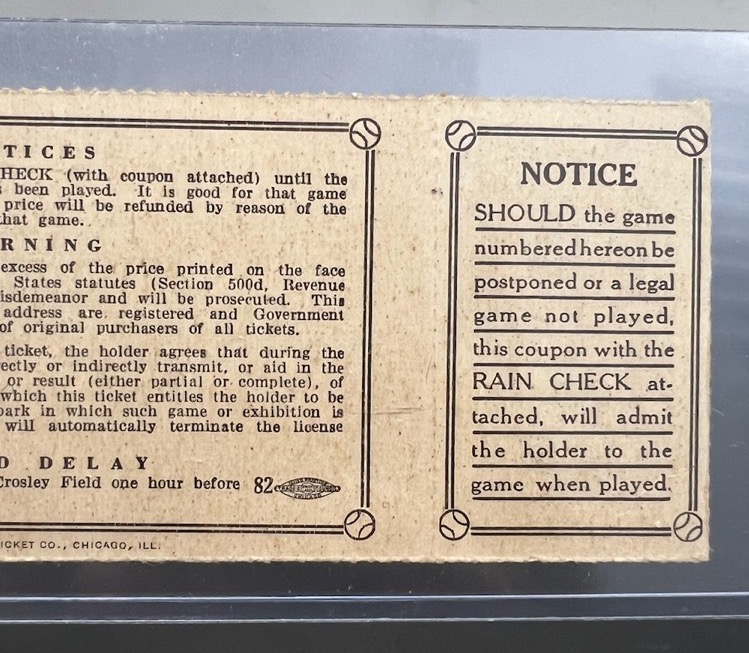 TICES
HECK (with coupon attached) until the
been played. It is good for that game
price will be refunded by reason of the
that game.
RNING
excess of the price printed on the face
States statutes (Section 500d, Revenue
isdemeanor and will be prosecuted. This
address are registered and Government
of original purchasers of all tickets.
ticket, the holder agrees that during the
ectly or indirectly transmit, or aid in the
or result (either partial or complete), of
which this ticket entitles the holder to be
park in which such game or exhibition is
will automatically terminate the license
D DELAY
Crosley Field one hour before 82
ICKET CO., CHICAGO, ILL.
NOTICE
SHOULD the game
numbered hereon be
postponed or a legal
game not played,
this coupon with the
RAIN CHECK at-
tached, will admit
the holder to the
game when played.